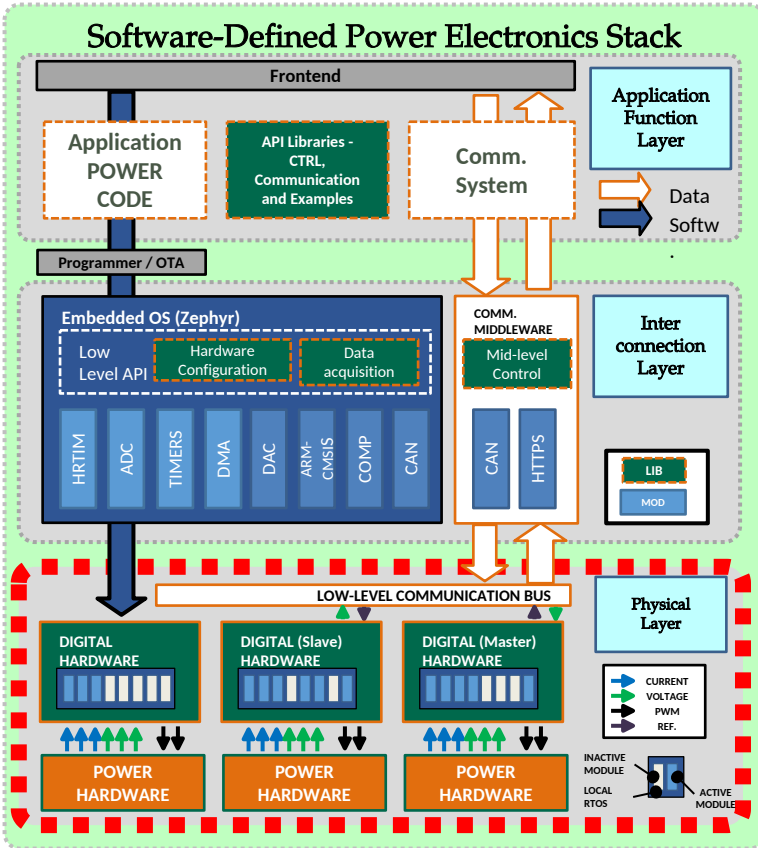 Software-Defined Power Electronics Stack
Frontend
Application
POWER
CODE
API Libraries -
CTRL,
Communication
and Examples
Comm.
System
Application
Function
Layer
Data
Softw
.
Programmer / OTA
Embedded OS (Zephyr)
Low
Level API
Hardware
Configuration
Data
acquisition
HRTIM
ADC
TIMERS
DMA
DAC
ARM-
CMSIS
COMP
CAN
COMM.
MIDDLEWARE
Mid-level
Control
CAN
HTTPS
Inter
connection
Layer
LIB
MOD
LOW-LEVEL COMMUNICATION BUS
Physical
Layer
DIGITAL
HARDWARE
DIGITAL (Slave)
HARDWARE
DIGITAL (Master)
HARDWARE
CURRENT
VOLTAGE
PWM
REF.
POWER
HARDWARE
POWER
HARDWARE
POWER
HARDWARE
INACTIVE
MODULE
LOCAL
RTOS
ACTIVE
MODULE